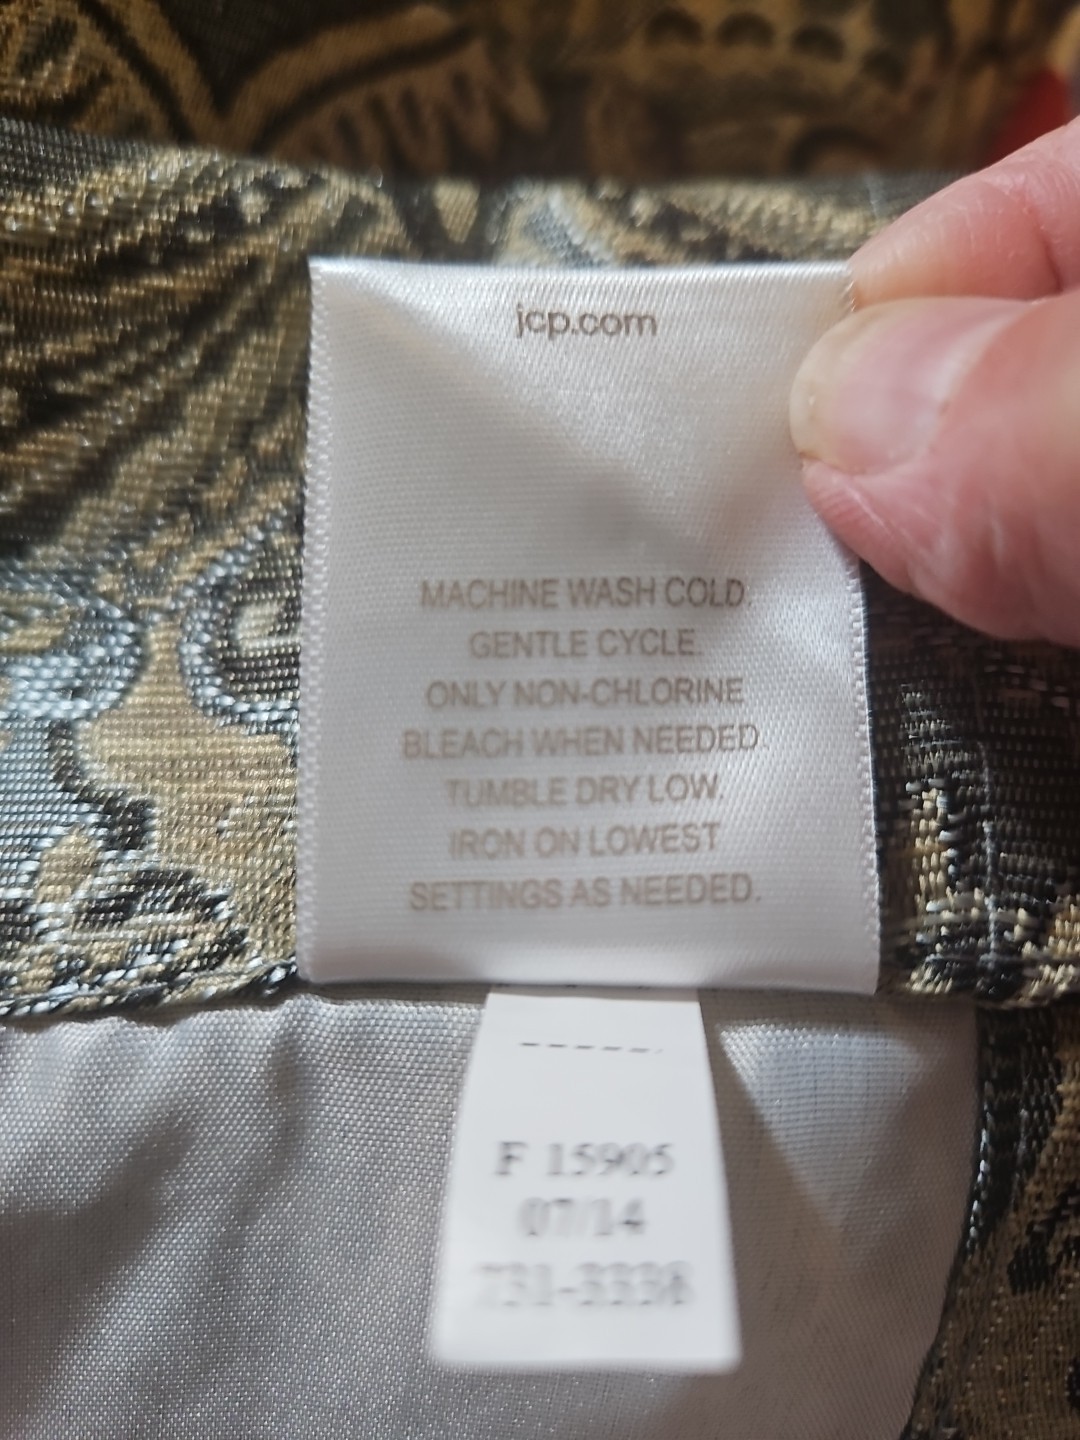 jcp.com
MACHINE WASH COLD.
GENTLE CYCLE.
ONLY NON-CHLORINE
BLEACH WHEN NEEDED.
TUMBLE DRY LOW.
IRON ON LOWEST
SETTINGS AS NEEDED.
F 15905
07/14